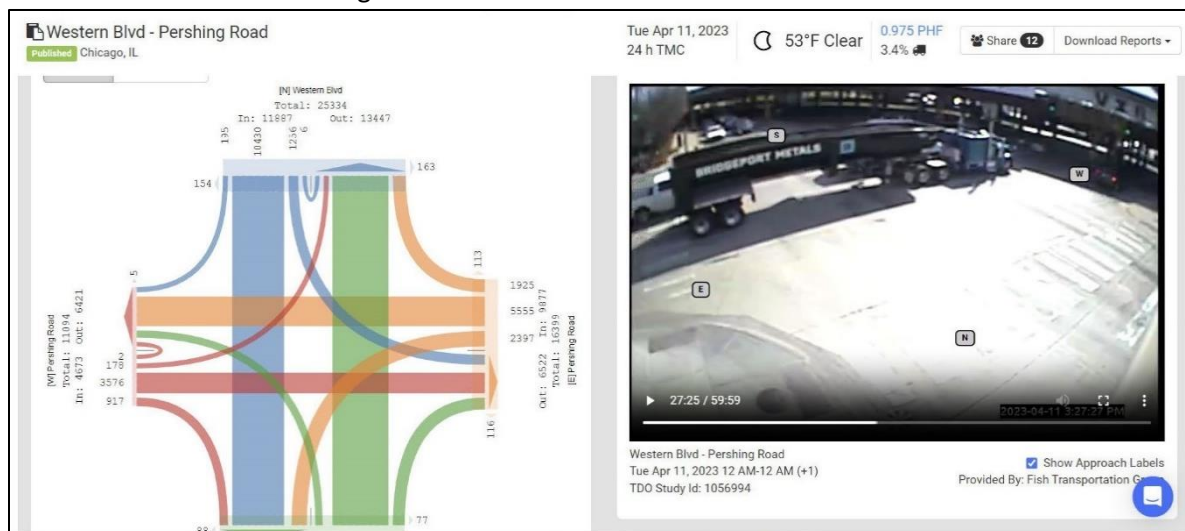 Western Blvd - Pershing Road
Published Chicago, IL
Tue Apr 11, 2023
24 h TMC
53°F Clear
0.975 PHF
3.4%
Share 12
Download Reports
[N] Western Blvd
Total: 25334
In: 11887 Out: 13447
195
10430
1256
6
154
163
5
[W] Pershing Road
Total: 11094
In: 4673 Out: 6421
2
178
3576
917
113
1925
5555
2397
Out: 6522 In: 9877
Total: 16399
[E] Pershing Road
116
77
88
S
BRIDGEPORT METALS
W
E
N
27:25 / 59:59
2023-04-11 3:27:27 PM
Western Blvd - Pershing Road
Tue Apr 11, 2023 12 AM-12 AM (+1)
TDO Study Id: 1056994
Show Approach Labels
Provided By: Fish Transportation